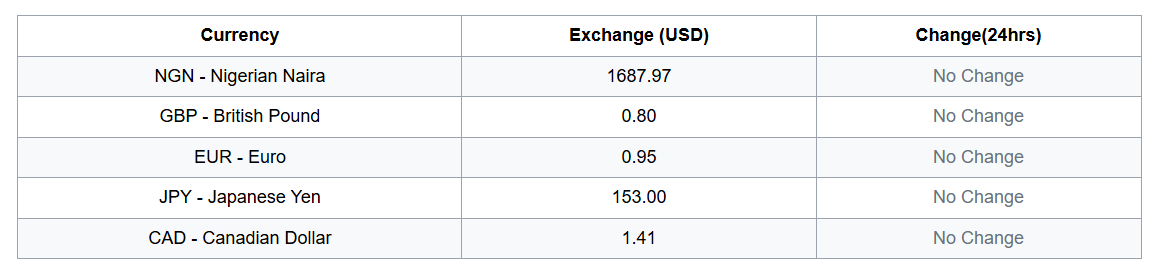 Currency Exchange (USD) Change(24hrs)
NGN - Nigerian Naira 1687.97 No Change
GBP - British Pound 0.80 No Change
EUR - Euro 0.95 No Change
JPY - Japanese Yen 153.00 No Change
CAD - Canadian Dollar 1.41 No Change